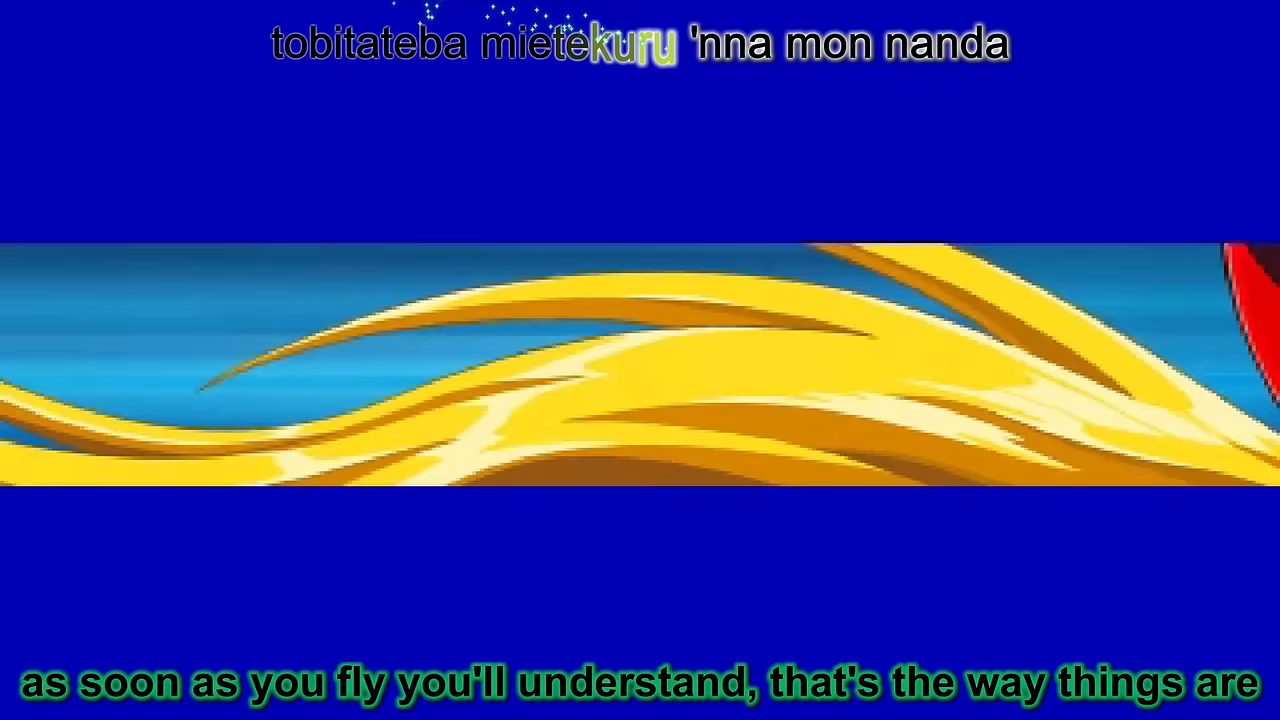 tobitateba mietekuru 'nna mon nanda
as soon as you fly you'll understand, that's the way things are